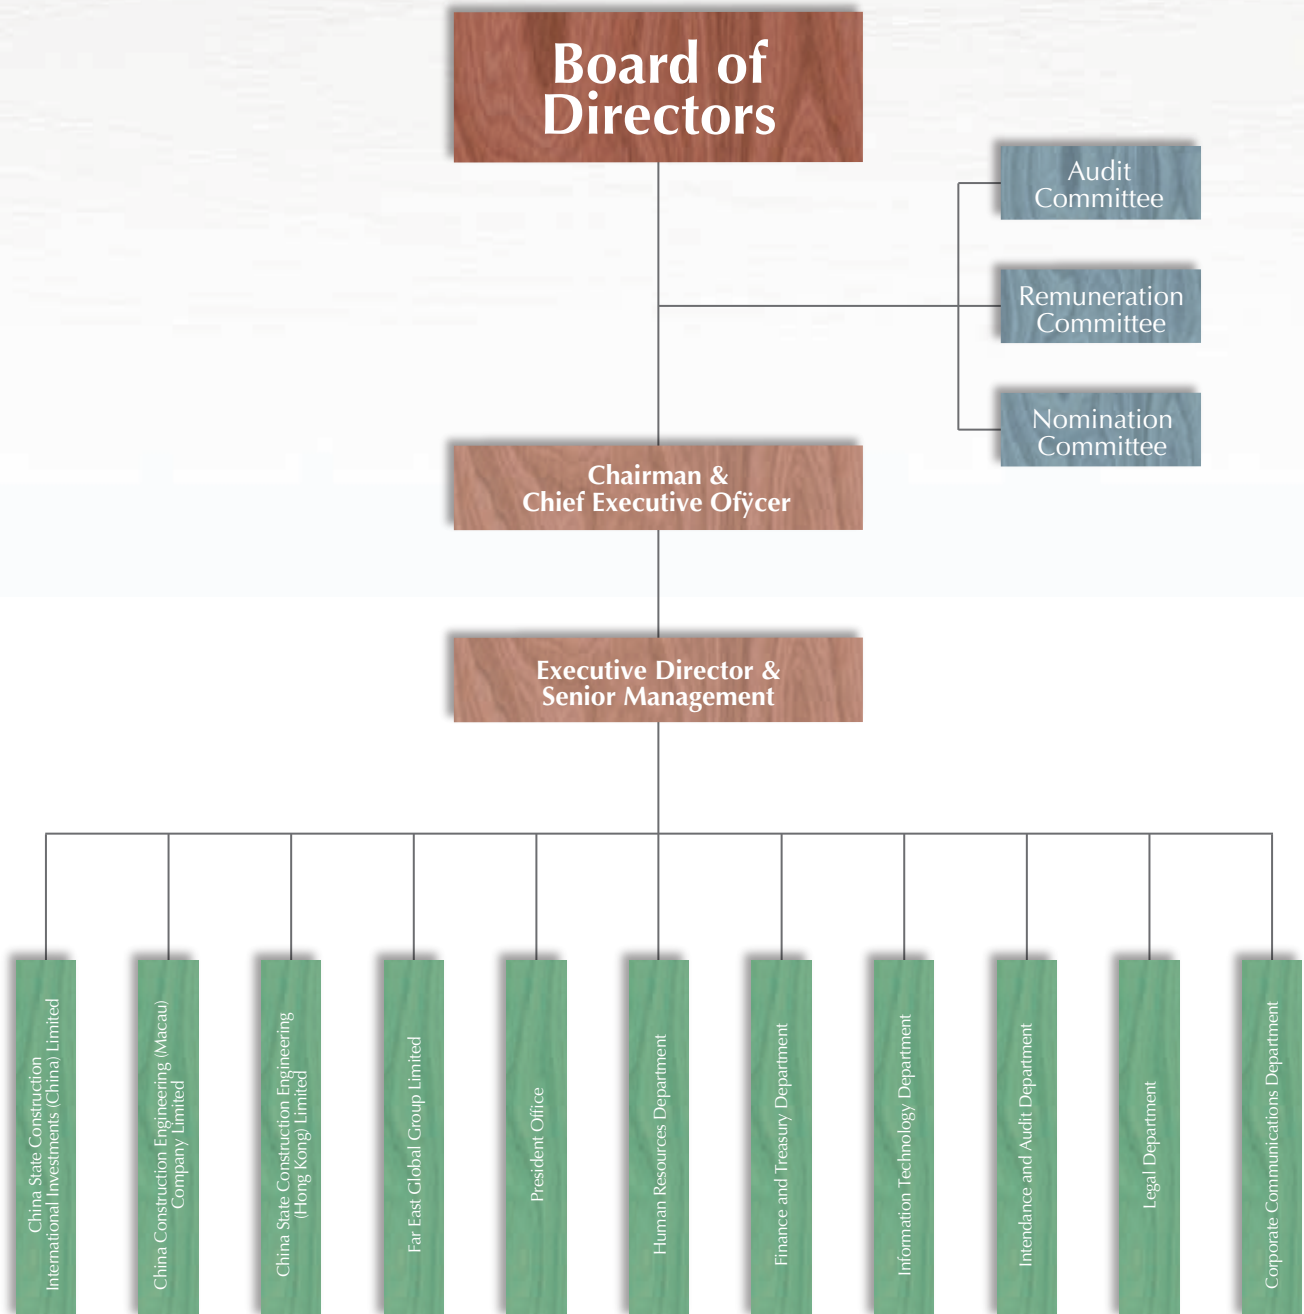 Board of
Directors
Audit
Committee
Remuneration
Committee
Nomination
Committee
Chairman &
Chief Executive Ofÿcer
Executive Director &
Senior Management
China State Construction
International Investments (China) Limited
China Construction Engineering (Macau)
Company Limited
China State Construction Engineering
(Hong Kong) Limited
Far East Global Group Limited
President Office
Human Resources Department
Finance and Treasury Department
Information Technology Department
Intendance and Audit Department
Legal Department
Corporate Communications Department